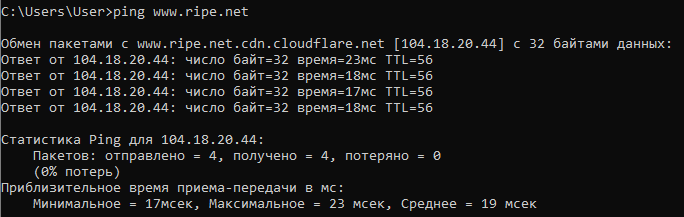 C:\Users\User>ping www.ripe.net
Обмен пакетами с www.ripe.net.cdn.cloudflare.net [104.18.20.44] с 32 байтами данных:
Ответ от 104.18.20.44: число байт=32 время=23мс TTL=56
Ответ от 104.18.20.44: число байт=32 время=18мс TTL=56
Ответ от 104.18.20.44: число байт=32 время=17мс TTL=56
Ответ от 104.18.20.44: число байт=32 время=18мс TTL=56
Статистика Ping для 104.18.20.44:
Пакетов: отправлено = 4, получено = 4, потеряно = 0
(0% потерь)
Приблизительное время приема-передачи в мс:
Минимальное = 17мсек, Максимальное = 23 мсек, Среднее = 19 мсек